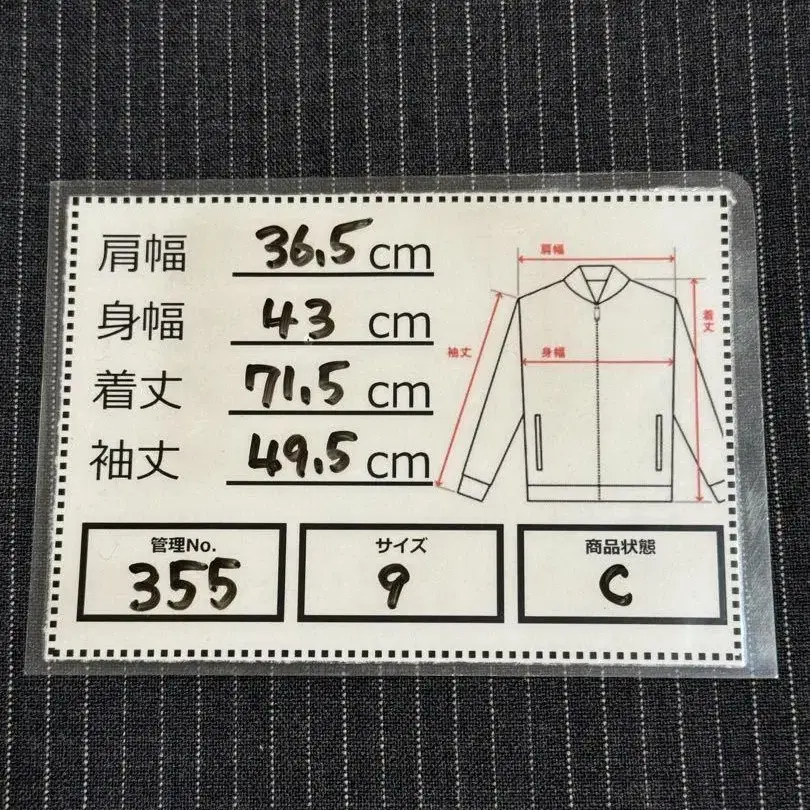 肩幅 36.5 cm
身幅 43 cm
着丈 71.5 cm
袖丈 49.5 cm
肩幅
着丈
袖丈
身幅
管理No.
355
サイズ
9
商品状態
C